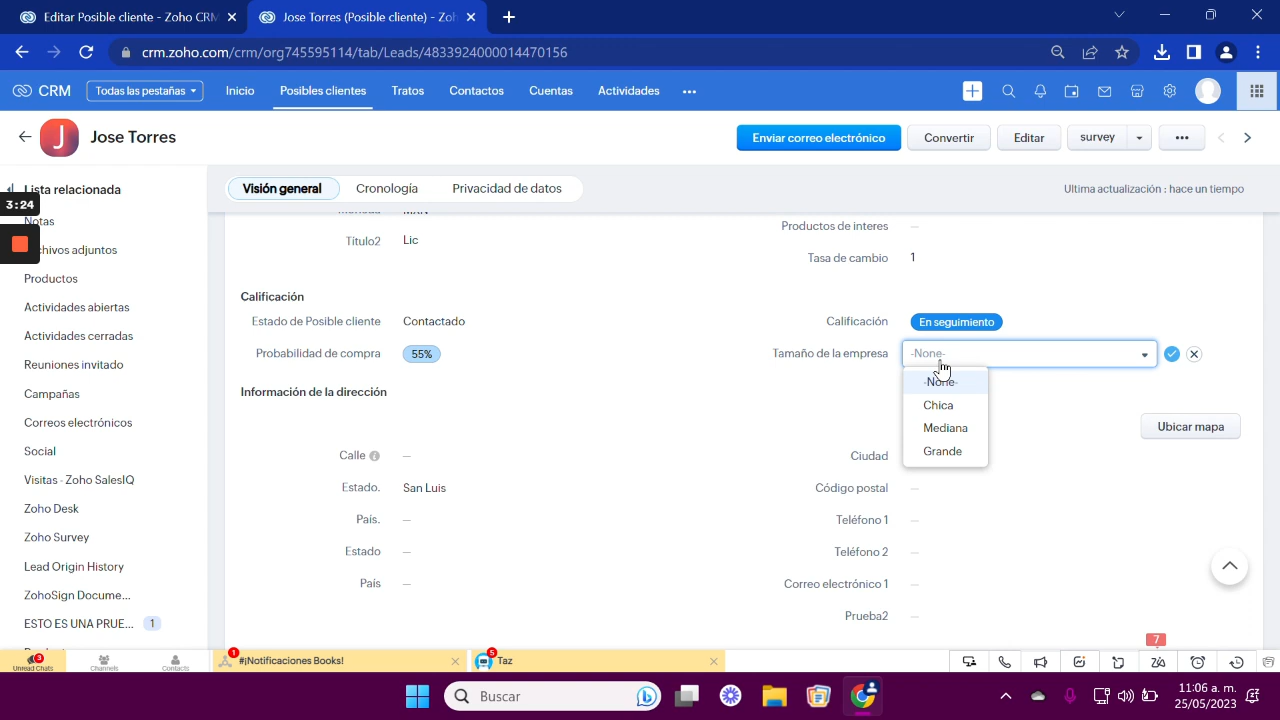 Editar Posible cliente - Zoho CRM
Jose Torres (Posible cliente) - Zoh
crm.zoho.com/crm/org745595114/tab/Leads/4833924000014470156
CRM
Todas las pestañas
Inicio
Posibles clientes
Tratos
Contactos
Cuentas
Actividades
•••
J
Jose Torres
Enviar correo electrónico
Convertir
Editar
survey
•••
Lista relacionada
Visión general
Cronología
Privacidad de datos
Ultima actualización : hace un tiempo
3:24
Notas
Archivos adjuntos
Productos
Actividades abiertas
Actividades cerradas
Reuniones invitado
Campañas
Correos electrónicos
Social
Visitas - Zoho SalesIQ
Zoho Desk
Zoho Survey
Lead Origin History
ZohoSign Docume...
ESTO ES UNA PRUE... 1
Productos de interes –
Título2 Lic
Tasa de cambio 1
Calificación
Estado de Posible cliente Contactado
Calificación En seguimiento
Probabilidad de compra 55%
Tamaño de la empresa -None-
-None-
Chica
Mediana
Grande
Información de la dirección
Ubicar mapa
Calle –
Ciudad
Estado. San Luis
Código postal –
País. –
Teléfono 1 –
Estado –
Teléfono 2 –
País –
Correo electrónico 1 –
Prueba2 –
7
3
Unread Chats
Channels
Contacts
1
#¡Notificaciones Books!
5
Taz
Buscar
11:06 a. m.
25/05/2023